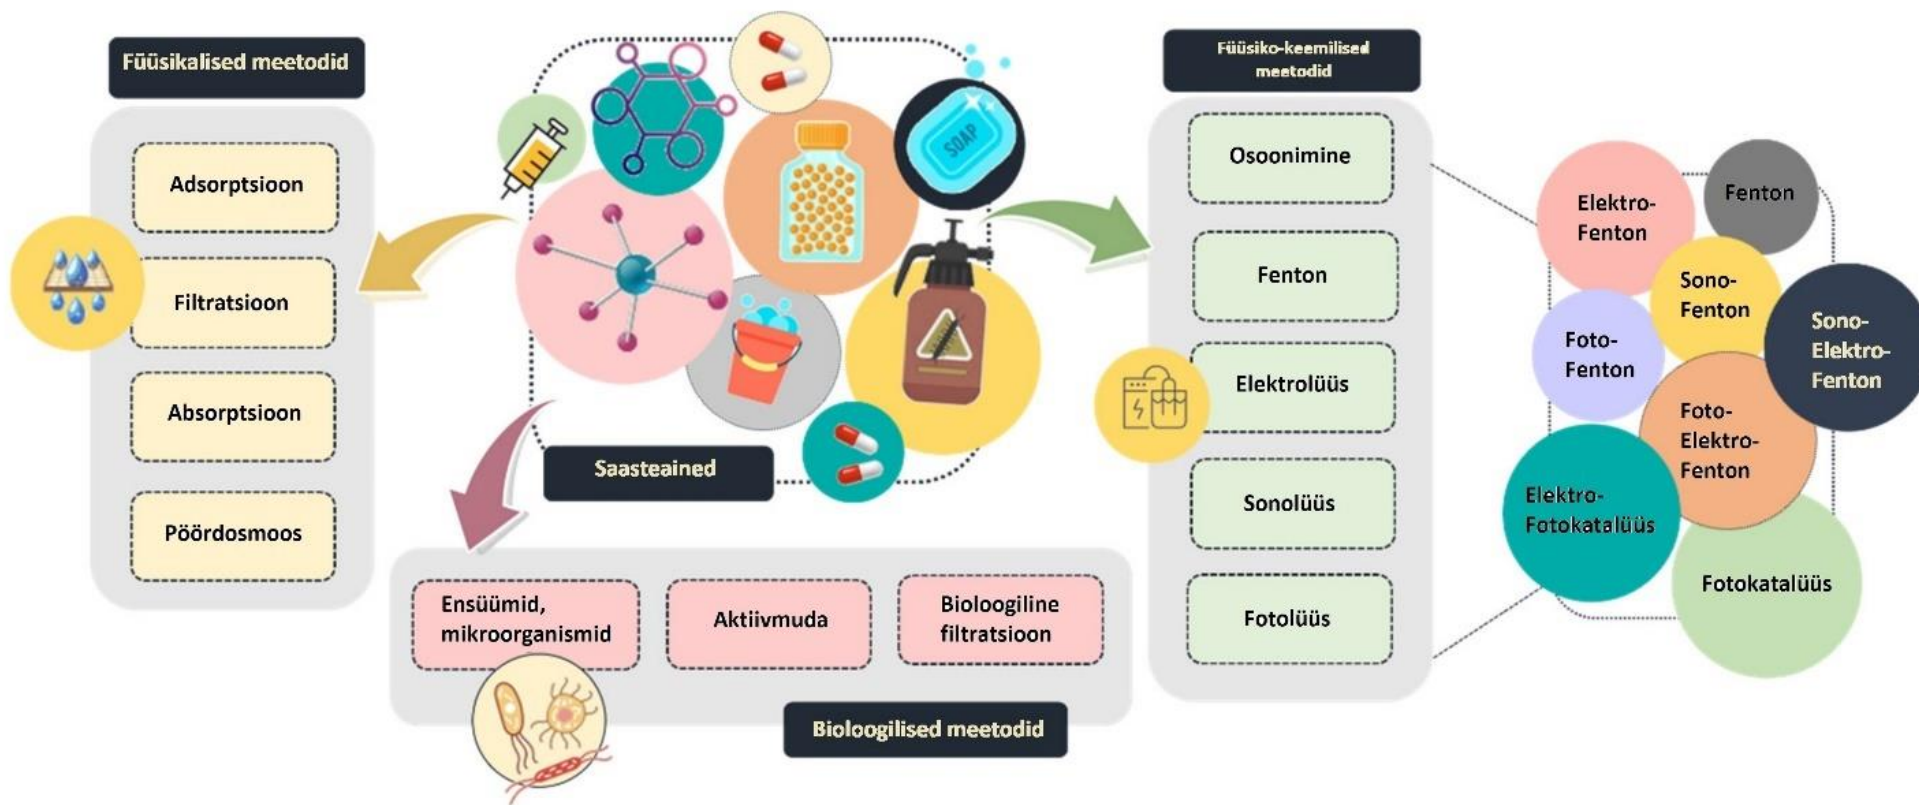 Füüsikalised meetodid
Adsorptsioon
Filtratsioon
Absorptsioon
Pöördosmoos
SOAP
Saasteained
Ensüümid,
mikroorganismid
Aktiivmuda
Bioloogiline
filtratsioon
Bioloogilised meetodid
Füüsiko-keemilised
meetodid
Osoonimine
Fenton
Elektrolüüs
Sonolüüs
Fotolüüs
Elektro-
Fenton
Fenton
Sono-
Fenton
Foto-
Fenton
Sono-
Elektro-
Fenton
Foto-
Elektro-
Fenton
Elektro-
Fotokatalüüs
Fotokatalüüs